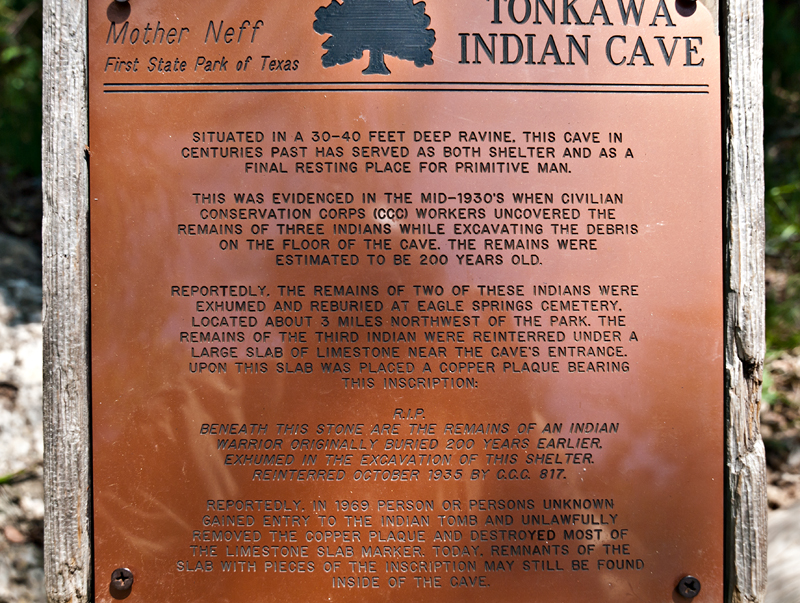 Mother Neff
First State Park of Texas
TONKAWA
INDIAN CAVE
SITUATED IN A 30-40 FEET DEEP RAVINE, THIS CAVE IN
CENTURIES PAST HAS SERVED AS BOTH SHELTER AND AS A
FINAL RESTING PLACE FOR PRIMITIVE MAN.
THIS WAS EVIDENCED IN THE MID-1930'S WHEN CIVILIAN
CONSERVATION CORPS (CCC) WORKERS UNCOVERED THE
REMAINS OF THREE INDIANS WHILE EXCAVATING THE DEBRIS
ON THE FLOOR OF THE CAVE. THE REMAINS WERE
ESTIMATED TO BE 200 YEARS OLD.
REPORTEDLY, THE REMAINS OF TWO OF THESE INDIANS WERE
EXHUMED AND REBURIED AT EAGLE SPRINGS CEMETERY,
LOCATED ABOUT 3 MILES NORTHWEST OF THE PARK. THE
REMAINS OF THE THIRD INDIAN WERE REINTERRED UNDER A
LARGE SLAB OF LIMESTONE NEAR THE CAVE'S ENTRANCE.
UPON THIS SLAB WAS PLACED A COPPER PLAQUE BEARING
THIS INSCRIPTION:
R.I.P.
BENEATH THIS STONE ARE THE REMAINS OF AN INDIAN
WARRIOR ORIGINALLY BURIED 200 YEARS EARLIER,
EXHUMED IN THE EXCAVATION OF THIS SHELTER.
REINTERRED OCTOBER 1935 BY C.C.C. 817.
REPORTEDLY, IN 1969 PERSON OR PERSONS UNKNOWN
GAINED ENTRY TO THE INDIAN TOMB AND UNLAWFULLY
REMOVED THE COPPER PLAQUE AND DESTROYED MOST OF
THE LIMESTONE SLAB MARKER. TODAY, REMNANTS OF THE
SLAB WITH PIECES OF THE INSCRIPTION MAY STILL BE FOUND
INSIDE OF THE CAVE.